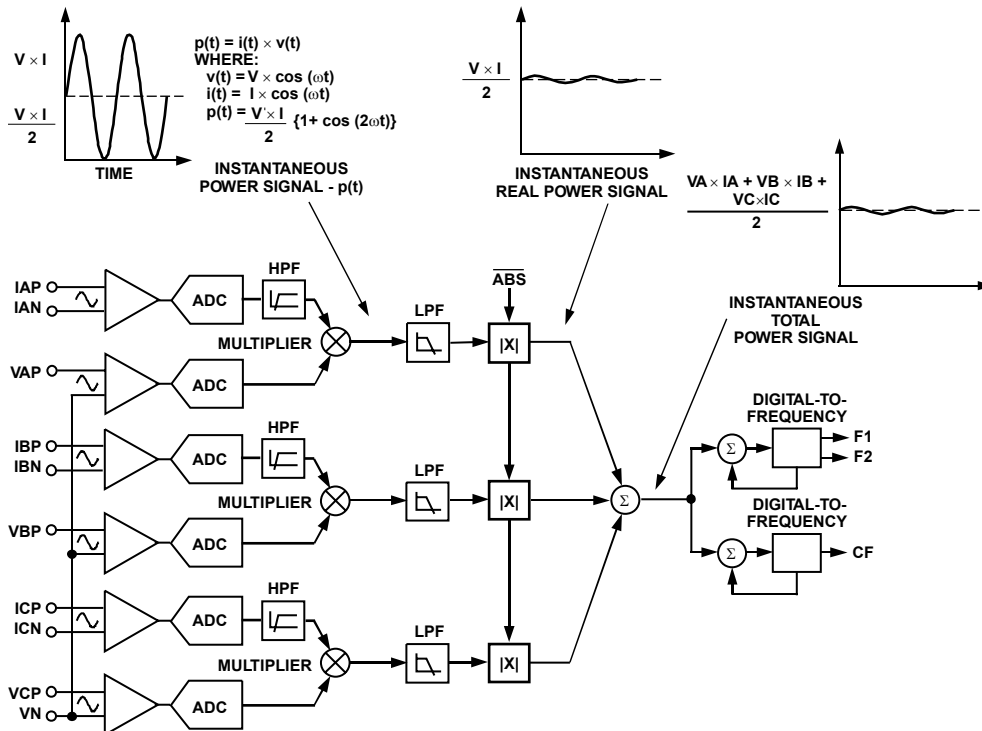 V × I
V × I
2
TIME
p(t) = i(t) × v(t)
WHERE:
v(t) = V × cos (ωt)
i(t) = I × cos (ωt)
p(t) = V × I
2
{1+ cos (2ωt)}
INSTANTANEOUS
POWER SIGNAL - p(t)
V × I
2
INSTANTANEOUS
REAL POWER SIGNAL
VA × IA + VB × IB +
VC×IC
2
INSTANTANEOUS
TOTAL
POWER SIGNAL
IAP
IAN
ADC
HPF
MULTIPLIER
LPF
ABS
|X|
VAP
ADC
IBP
IBN
ADC
HPF
MULTIPLIER
LPF
|X|
Σ
VBP
ADC
ICP
ICN
ADC
HPF
MULTIPLIER
LPF
|X|
VCP
VN
ADC
DIGITAL-TO-
FREQUENCY
Σ
F1
F2
DIGITAL-TO-
FREQUENCY
Σ
CF